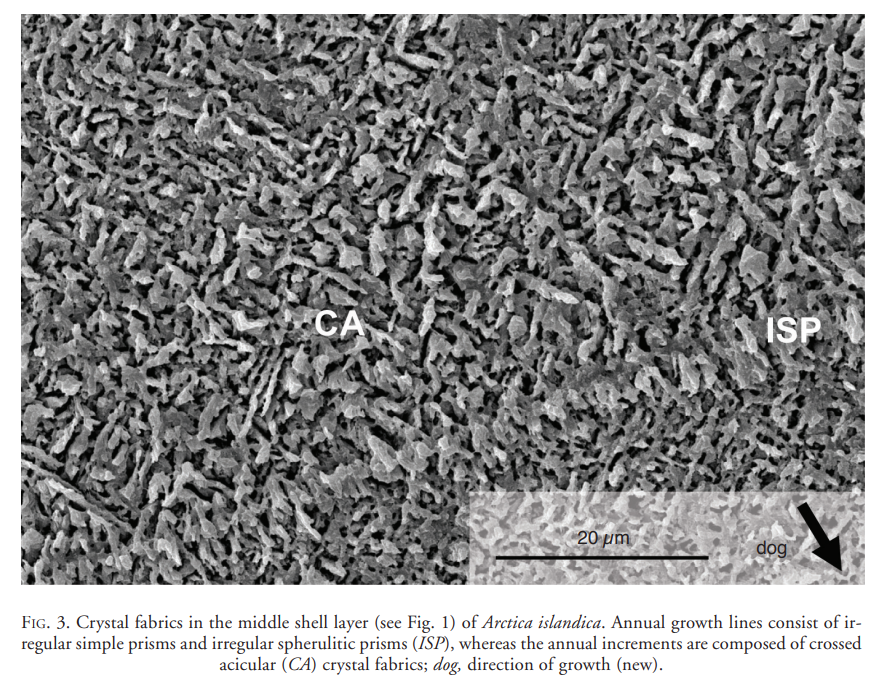 CA
ISP
20 µm
dog
FIG. 3. Crystal fabrics in the middle shell layer (see Fig. 1) of Arctica islandica. Annual growth lines consist of ir-
regular simple prisms and irregular spherulitic prisms (ISP), whereas the annual increments are composed of crossed
acicular (CA) crystal fabrics; dog, direction of growth (new).